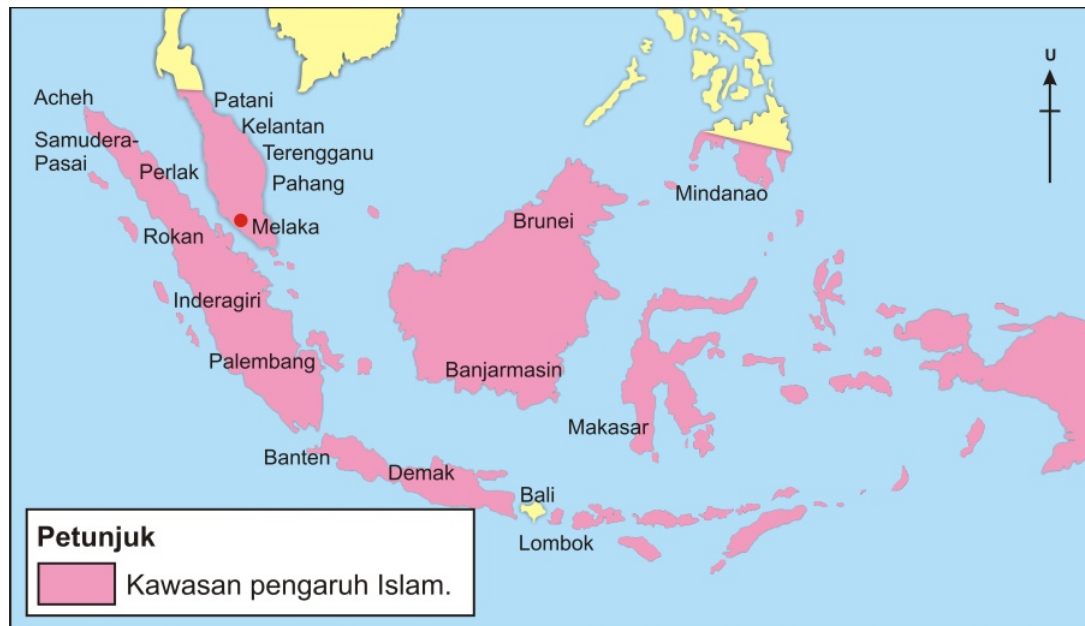 U
Acheh
Patani
Kelantan
Samudera-
Pasai
Terengganu
Perlak
Pahang
Mindanao
Melaka
Brunei
Rokan
Inderagiri
Palembang
Banjarmasin
Makasar
Banten
Demak
Bali
Lombok
Petunjuk
Kawasan pengaruh Islam.